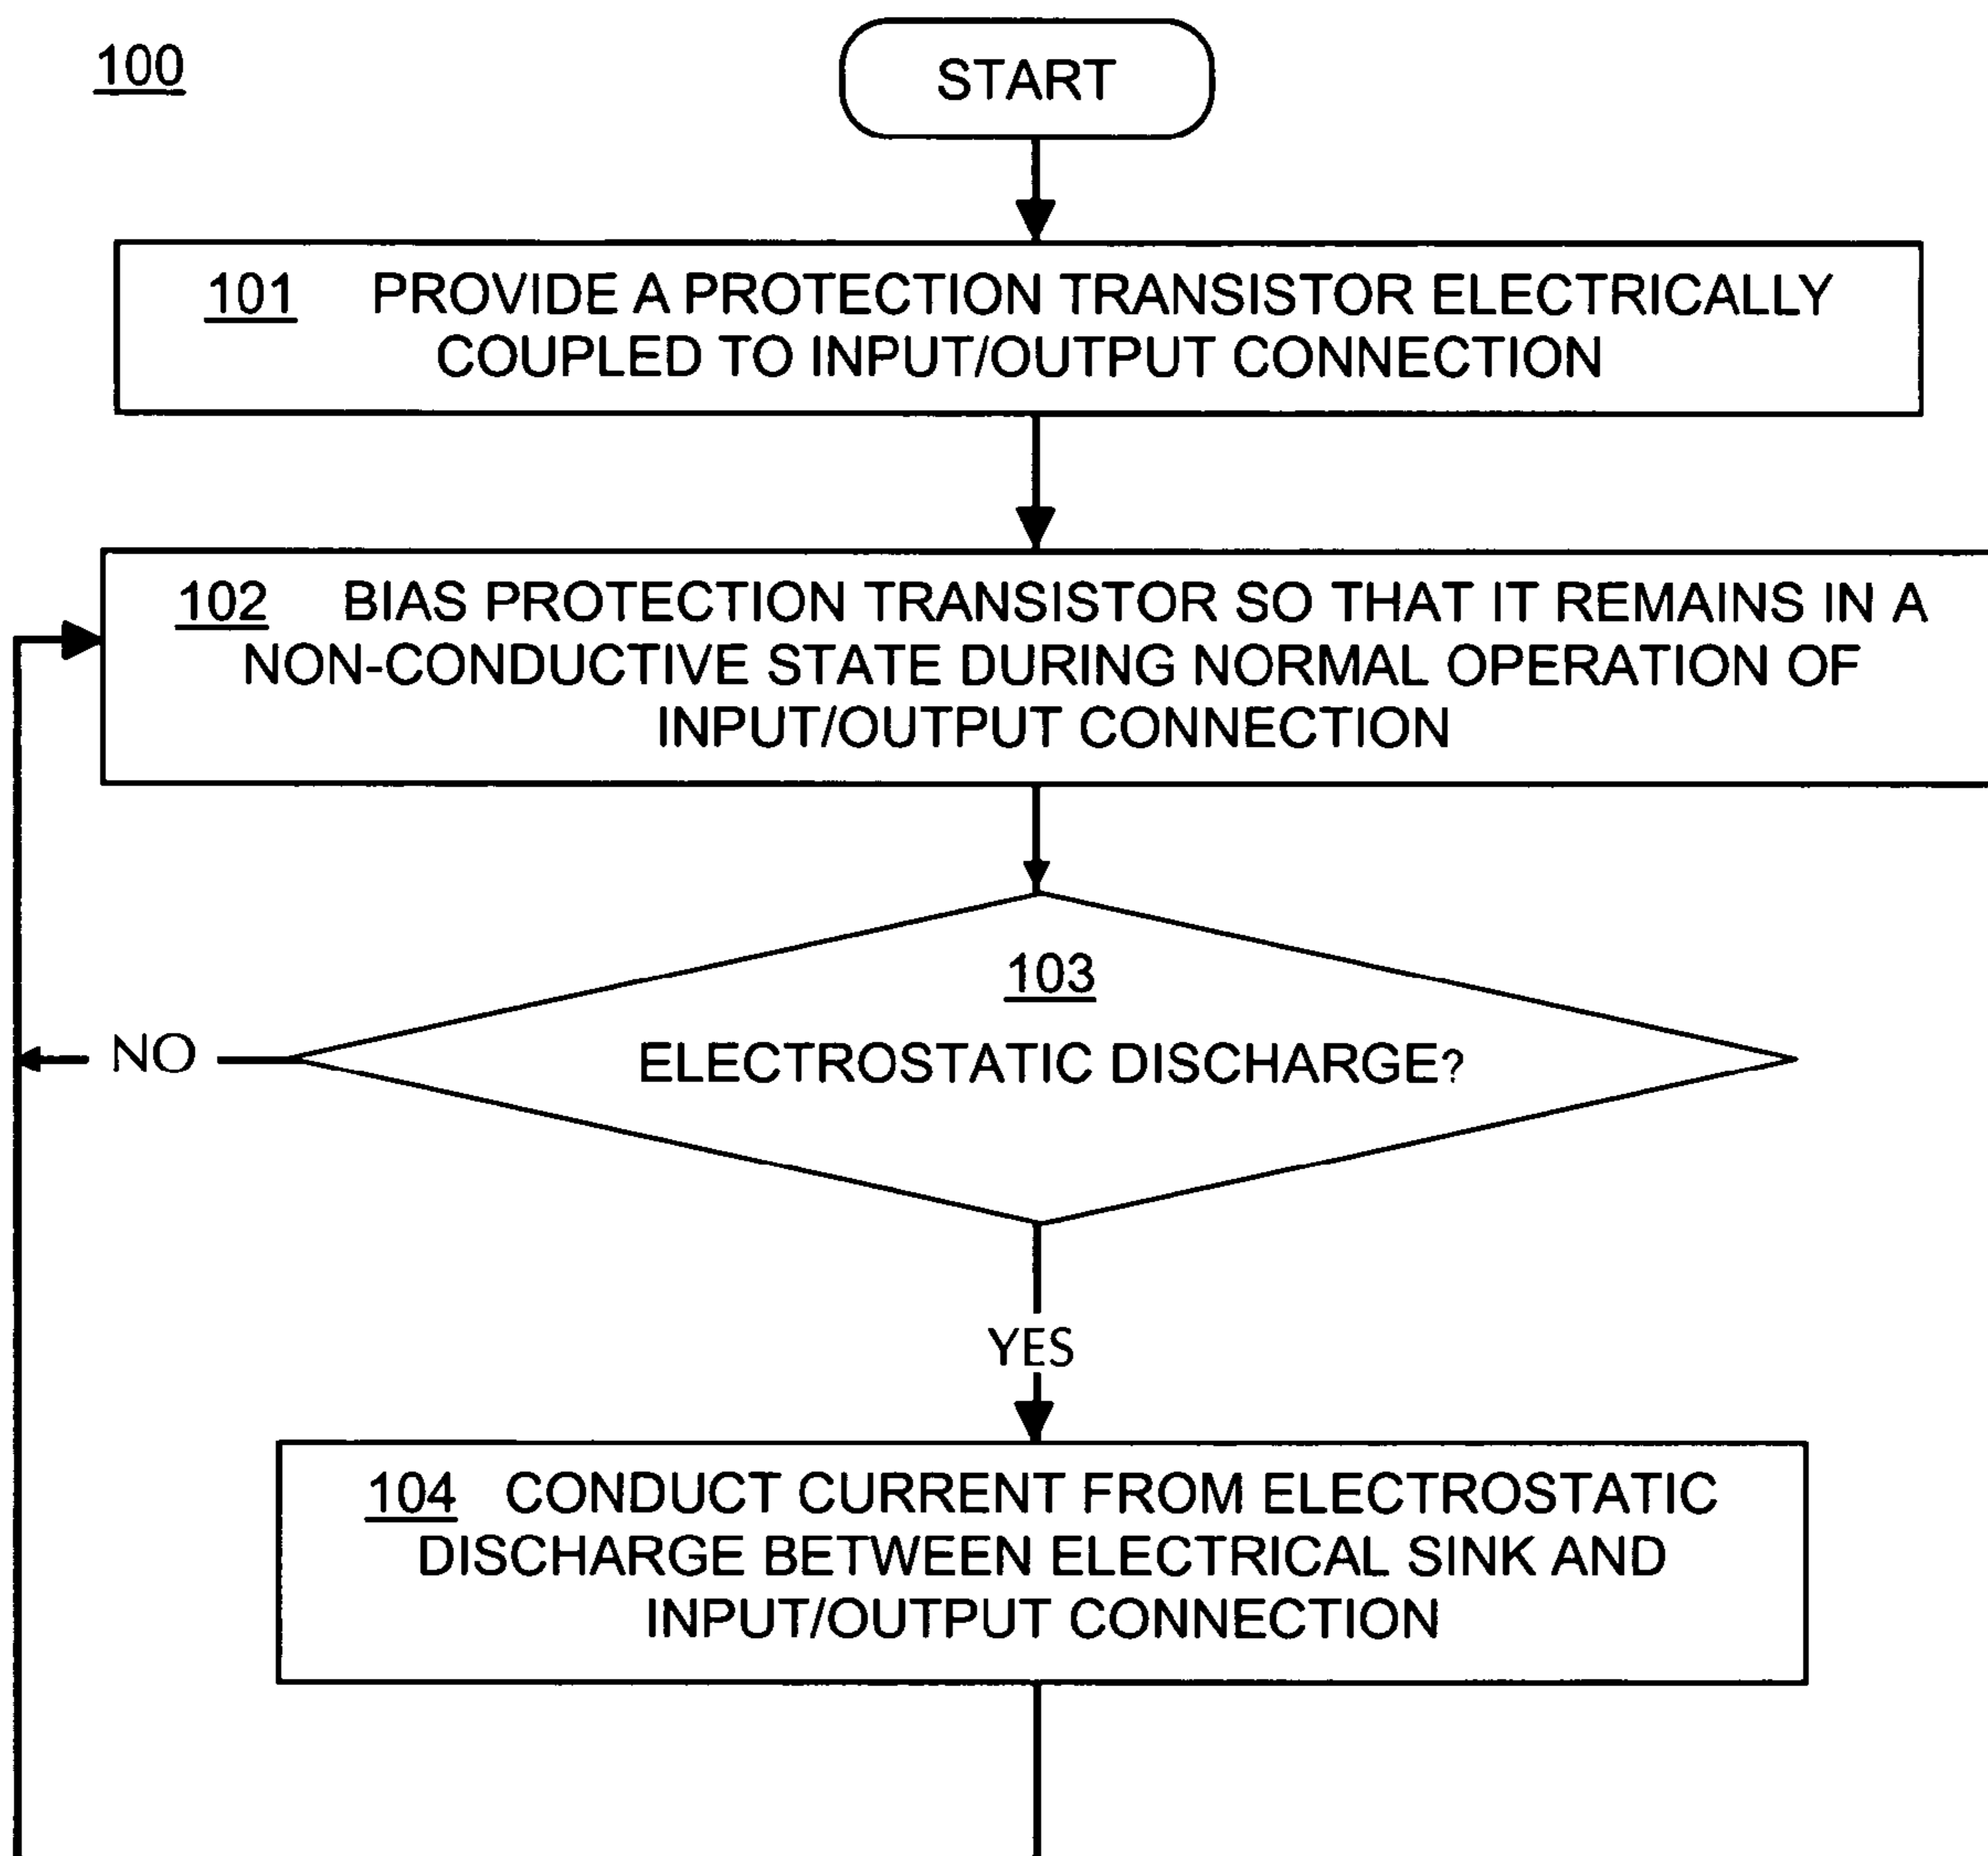 100
START
101 PROVIDE A PROTECTION TRANSISTOR ELECTRICALLY
COUPLED TO INPUT/OUTPUT CONNECTION
102 BIAS PROTECTION TRANSISTOR SO THAT IT REMAINS IN A
NON-CONDUCTIVE STATE DURING NORMAL OPERATION OF
INPUT/OUTPUT CONNECTION
103
ELECTROSTATIC DISCHARGE?
NO
YES
104 CONDUCT CURRENT FROM ELECTROSTATIC
DISCHARGE BETWEEN ELECTRICAL SINK AND
INPUT/OUTPUT CONNECTION